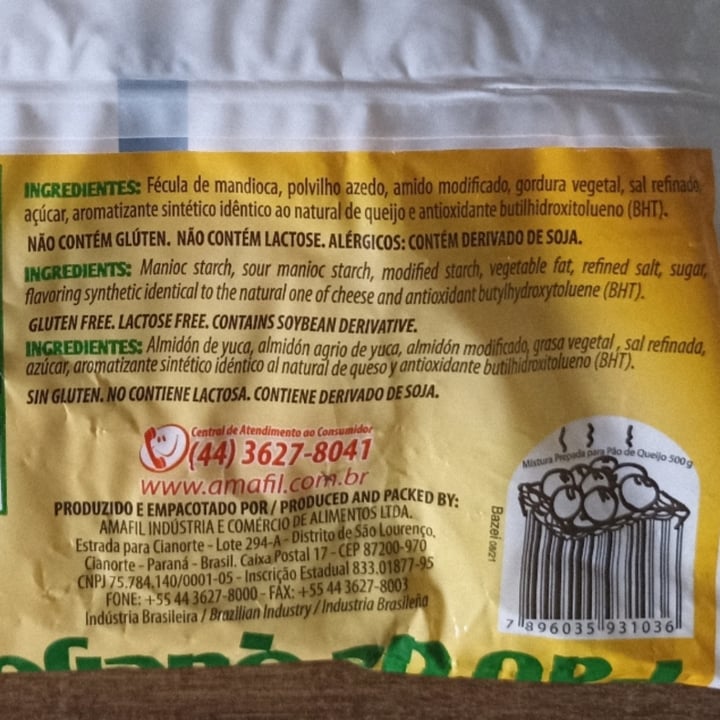 INGREDIENTES: Fécula de mandioca, polvilho azedo, amido modificado, gordura vegetal, sal refinado,
açúcar, aromatizante sintético idêntico ao natural de queijo e antioxidante butilhidroxitolueno (BHT).
NÃO CONTÉM GLÚTEN. NÃO CONTÉM LACTOSE. ALÉRGICOS: CONTÉM DERIVADO DE SOJA.
INGREDIENTS: Manioc starch, sour manioc starch, modified starch, vegetable fat, refined salt, sugar,
flavoring synthetic identical to the natural one of cheese and antioxidant butylhydroxytoluene (BHT).
GLUTEN FREE. LACTOSE FREE. CONTAINS SOYBEAN DERIVATIVE.
INGREDIENTES: Almidón de yuca, almidón agrio de yuca, almidón modificado, grasa vegetal, sal refinada,
azúcar, aromatizante sintético idéntico al natural de queso y antioxidante butilhidroxitolueno (BHT).
SIN GLUTEN. NO CONTIENE LACTOSA. CONTIENE DERIVADO DE SOJA.
Central de Atendimento ao Consumidor
(44) 3627-8041
www.amafil.com.br
PRODUZIDO E EMPACOTADO POR / PRODUCED AND PACKED BY:
AMAFIL INDÚSTRIA E COMÉRCIO DE ALIMENTOS LTDA.
Estrada para Cianorte - Lote 294-A - Distrito de São Lourenço,
Cianorte - Paraná - Brasil. Caixa Postal 17 - CEP 87200-970
CNPJ 75.784.140/0001-05 - Inscrição Estadual 833.01877-95
FONE: +55 44 3627-8000 - FAX: +55 44 3627-8003
Indústria Brasileira / Brazilian Industry / Industria Brasileña
Mistura Prepada para Pão de Queijo 500g
Bazei 08/21
7 896035 931036